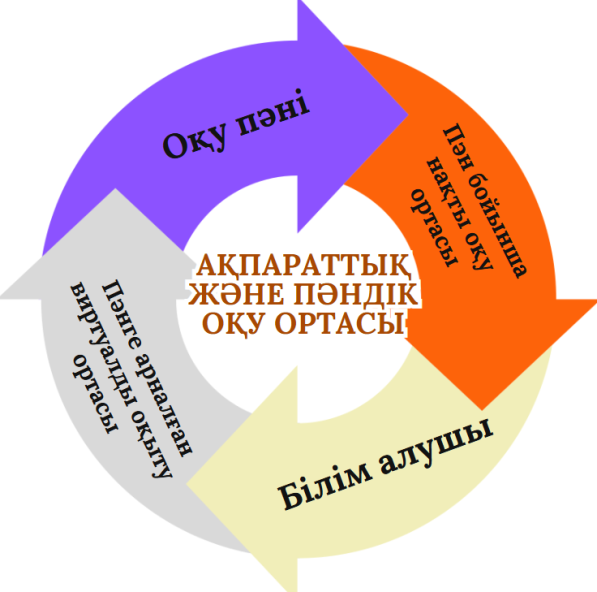 Оқу пәні
Пән бойынша
нақты оқу
ортасы
АҚПАРАТТЫҚ
ЖӘНЕ ПӘНДІК
ОҚУ ОРТАСЫ
Білім алушы
Пәнге арналған
виртуалды оқыту
ортасы